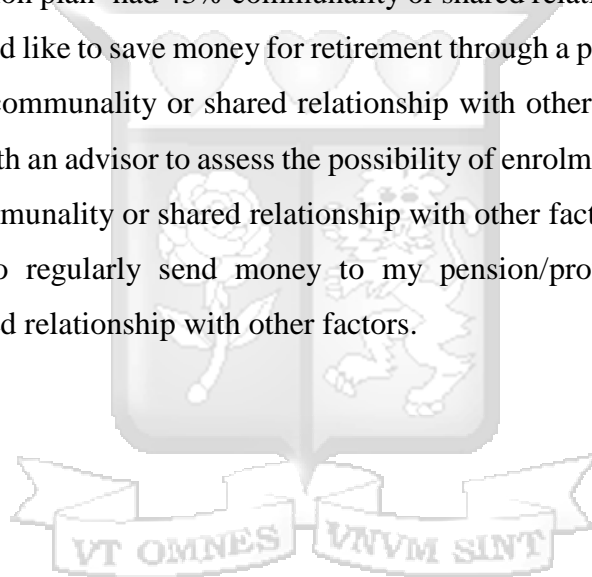 on plan" had 45% communality or shared relati
d like to save money for retirement through a p
communality or shared relationship with other
th an advisor to assess the possibility of enrolm
mmunality or shared relationship with other fact
o regularly send money to my pension/pro
d relationship with other factors.
VT OMNES VNVM SINT